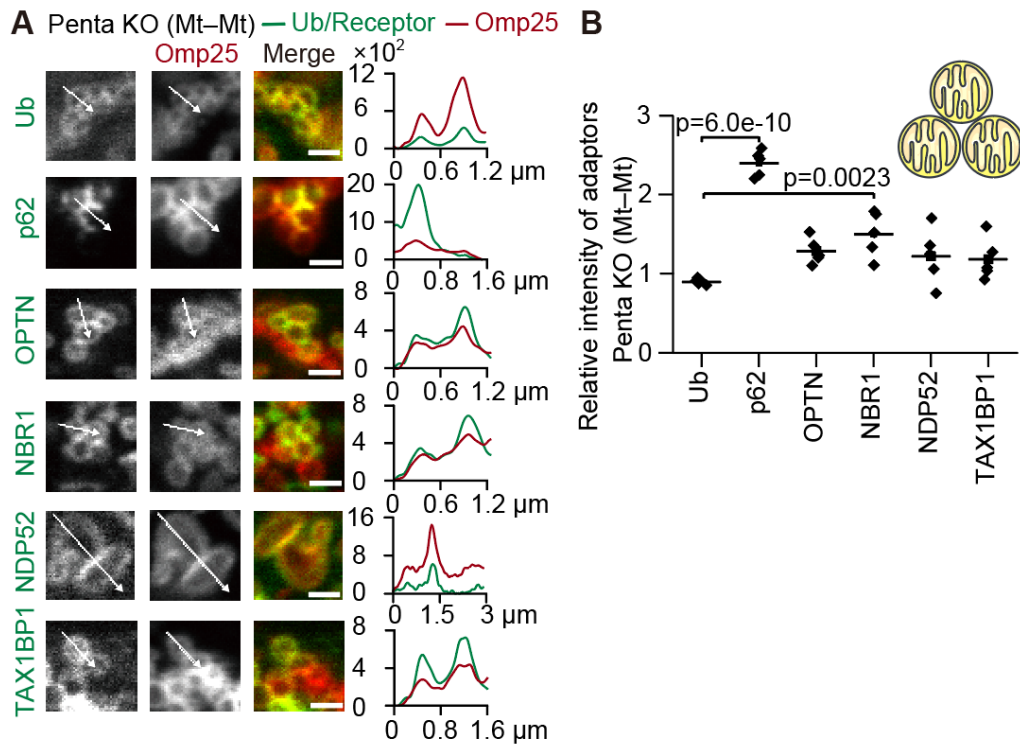 A Penta KO (Mt–Mt) Ub/Receptor Omp25
Omp25 Merge ×10²
Ub
12
6
0
0 0.6 1.2 μm
p62
20
10
0
0 0.8 1.6
OPTN
8
4
0
0 0.6 1.2
NBR1
8
4
0
0 0.6 1.2
NDP52
16
8
0
0 1.5 3 μm
TAX1BP1
8
4
0
0 0.8 1.6 μm
B
Relative intensity of adaptors
Penta KO (Mt–Mt)
3
2
1
0
p=6.0e-10
p=0.0023
Ub
p62
OPTN
NBR1
NDP52
TAX1BP1